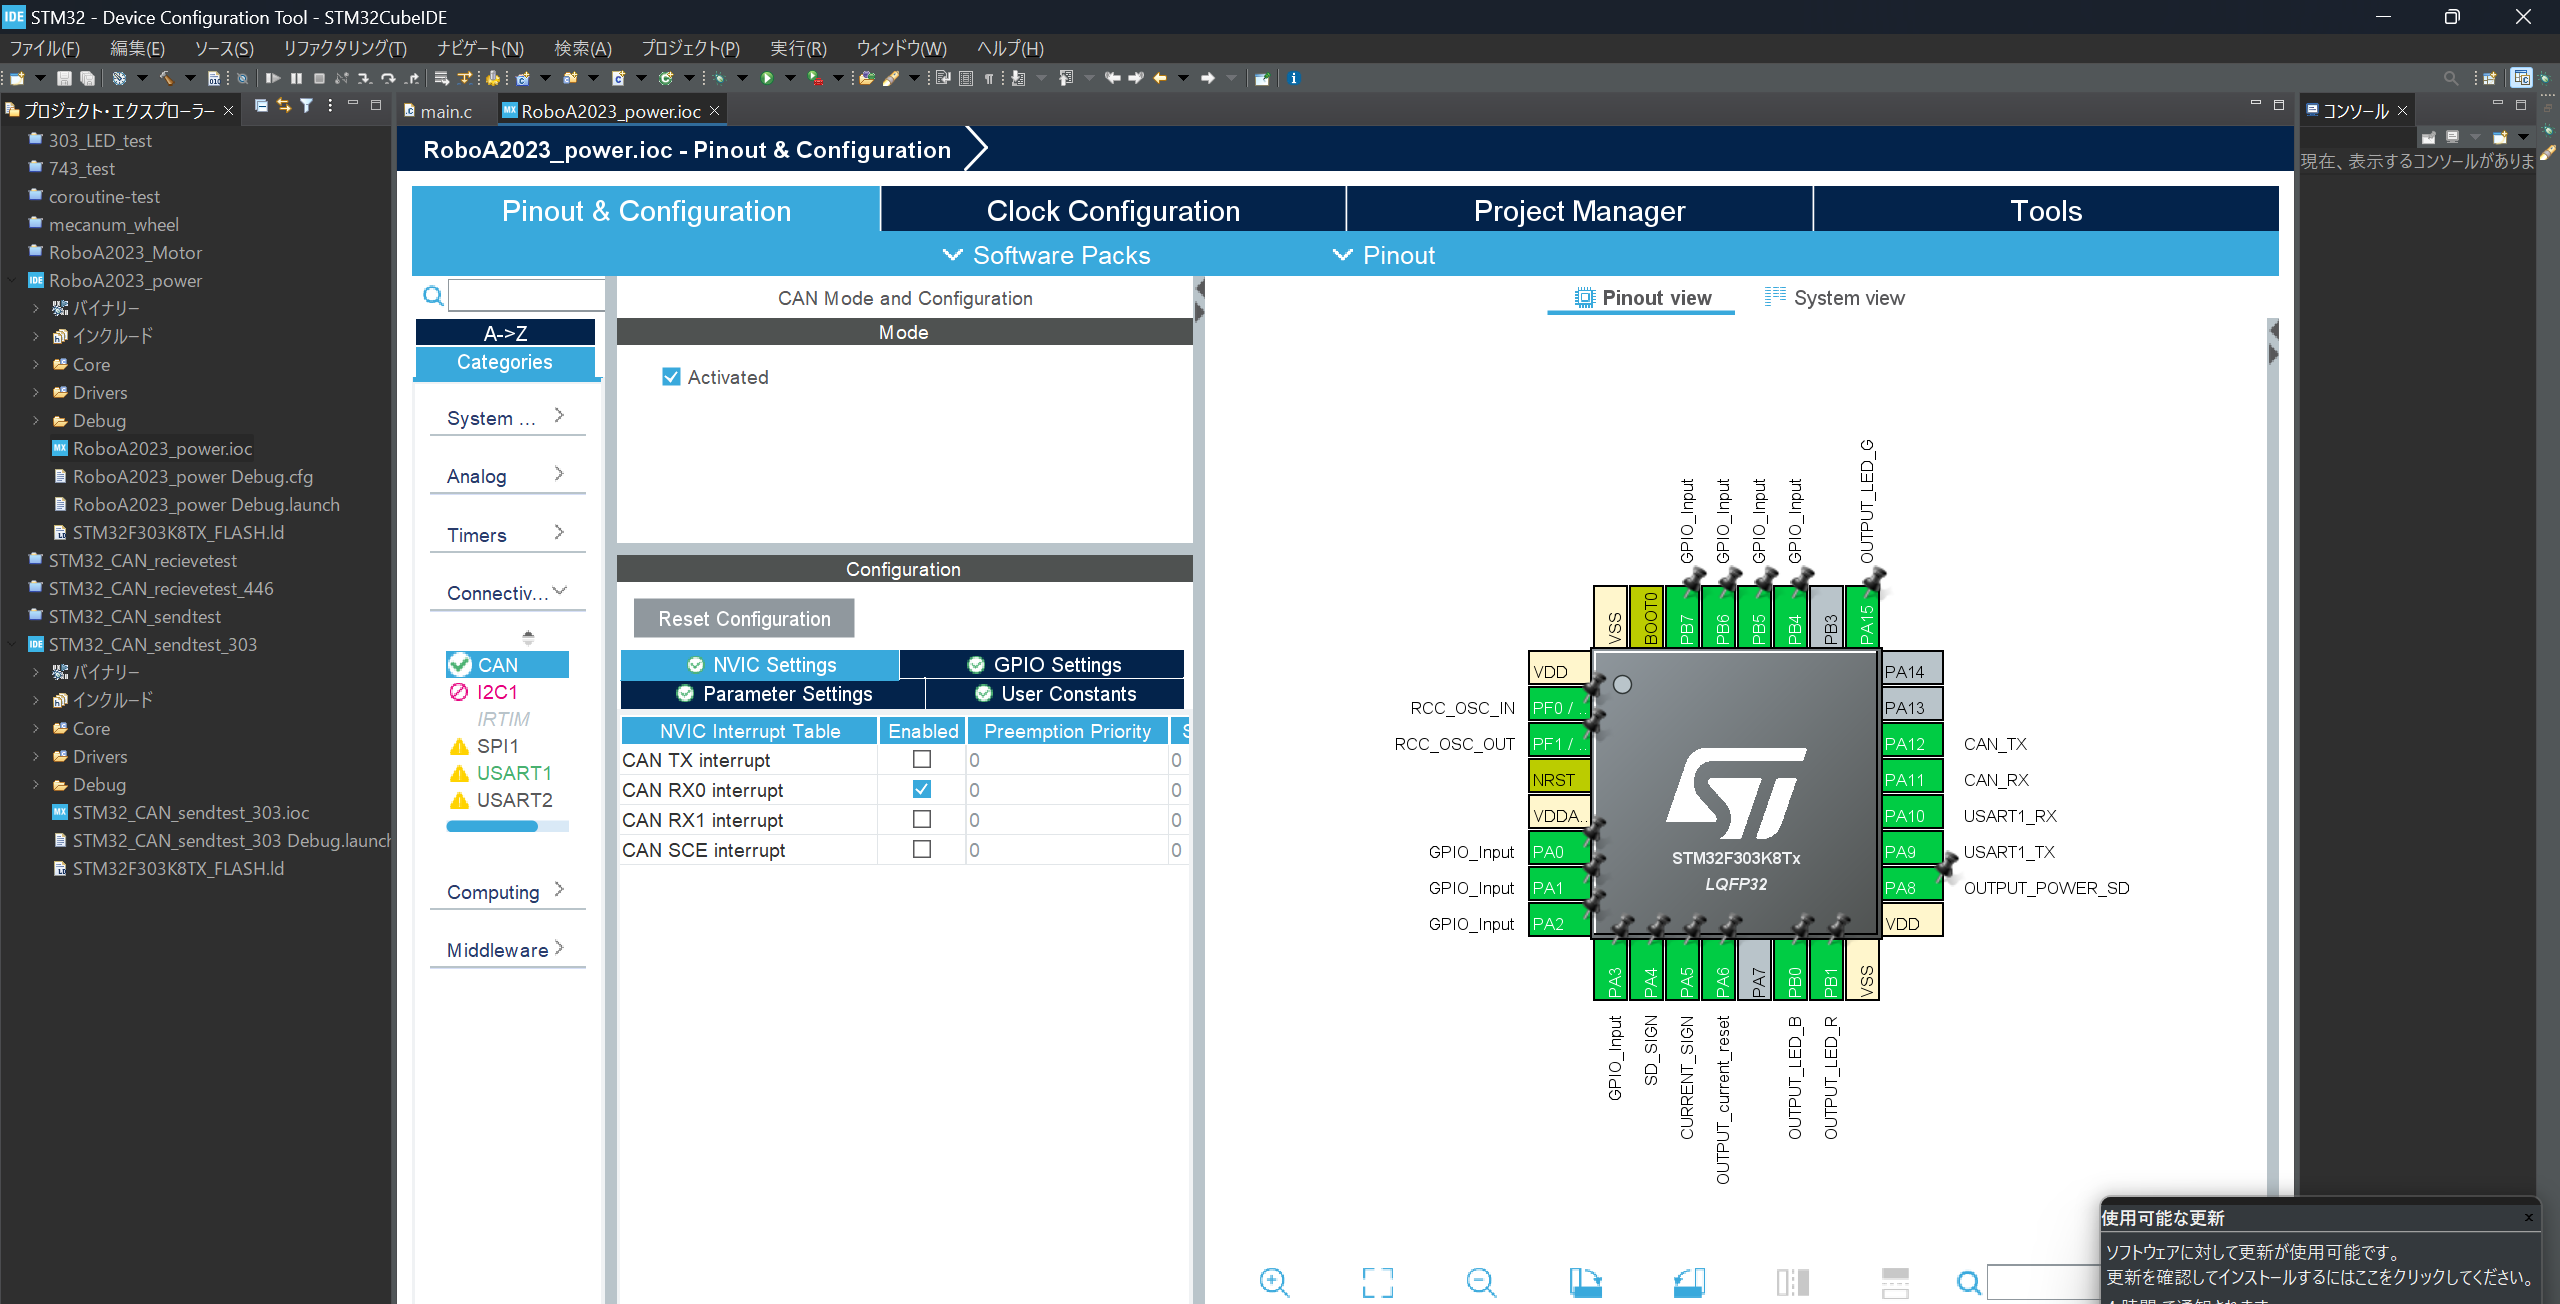 IDE STM32 - Device Configuration Tool - STM32CubeIDE
ファイル(F) 編集(E) ソース(S) リファクタリング(T) ナビゲート(N) 検索(A) プロジェクト(P) 実行(R) ウィンドウ(W) ヘルプ(H)
プロジェクト・エクスプローラー
303_LED_test
743_test
coroutine-test
mecanum_wheel
RoboA2023_Motor
IDE RoboA2023_power
バイナリー
インクルード
Core
Drivers
Debug
MX RoboA2023_power.ioc
RoboA2023_power Debug.cfg
RoboA2023_power Debug.launch
STM32F303K8TX_FLASH.ld
STM32_CAN_recievetest
STM32_CAN_recievetest_446
STM32_CAN_sendtest
IDE STM32_CAN_sendtest_303
バイナリー
インクルード
Core
Drivers
Debug
MX STM32_CAN_sendtest_303.ioc
STM32_CAN_sendtest_303 Debug.launch
STM32F303K8TX_FLASH.ld
main.c
MX RoboA2023_power.ioc
RoboA2023_power.ioc - Pinout & Configuration
Pinout & Configuration
Clock Configuration
Project Manager
Tools
Software Packs
Pinout
A->Z
Categories
System ...
Analog
Timers
Connectiv...
CAN
I2C1
IRTIM
SPI1
USART1
USART2
Computing
Middleware
CAN Mode and Configuration
Mode
Activated
Configuration
Reset Configuration
NVIC Settings
GPIO Settings
Parameter Settings
User Constants
NVIC Interrupt Table Enabled Preemption Priority S
CAN TX interrupt 0 0
CAN RX0 interrupt 0 0
CAN RX1 interrupt 0 0
CAN SCE interrupt 0 0
Pinout view
System view
GPIO_Input
GPIO_Input
GPIO_Input
GPIO_Input
OUTPUT_LED_G
VSS
BOOT0
PB7
PB6
PB5
PB4
PB3
PA15
VDD
RCC_OSC_IN PF0 / ..
RCC_OSC_OUT PF1 / ..
NRST
VDDA..
GPIO_Input PA0
GPIO_Input PA1
GPIO_Input PA2
STM32F303K8Tx
LQFP32
PA14
PA13
PA12 CAN_TX
PA11 CAN_RX
PA10 USART1_RX
PA9 USART1_TX
PA8 OUTPUT_POWER_SD
VDD
PA3
PA4
PA5
PA6
PA7
PB0
PB1
VSS
GPIO_Input
SD_SIGN
CURRENT_SIGN
OUTPUT_current_reset
OUTPUT_LED_B
OUTPUT_LED_R
コンソール
現在、表示するコンソールがありま
使用可能な更新
ソフトウェアに対して更新が使用可能です。
更新を確認してインストールするにはここをクリックしてください。